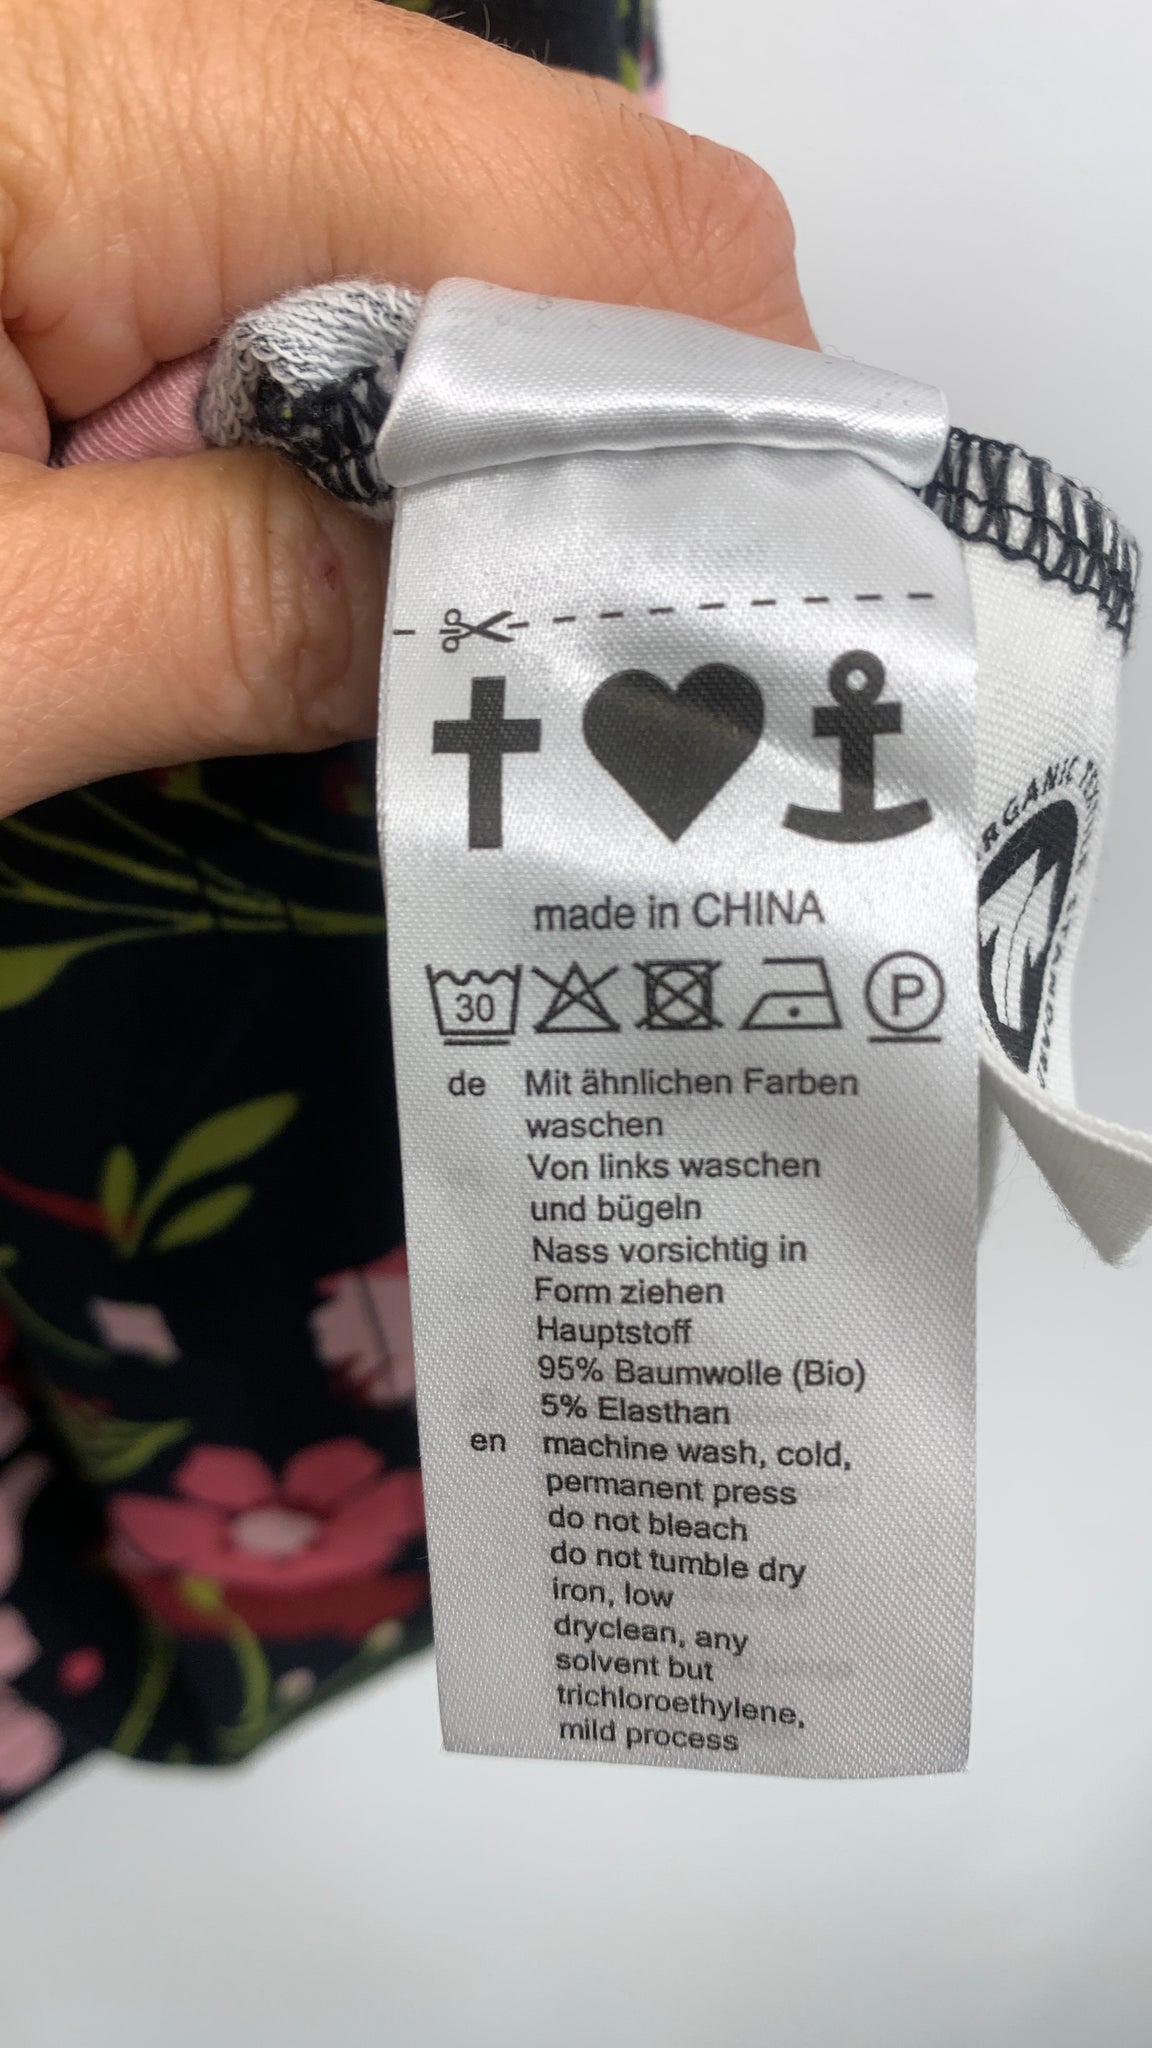 made in CHINA
30
P
de Mit ähnlichen Farben
waschen
Von links waschen
und bügeln
Nass vorsichtig in
Form ziehen
Hauptstoff
95% Baumwolle (Bio)
5% Elasthan
en machine wash, cold,
permanent press
do not bleach
do not tumble dry
iron, low
dryclean, any
solvent but
trichloroethylene,
mild process